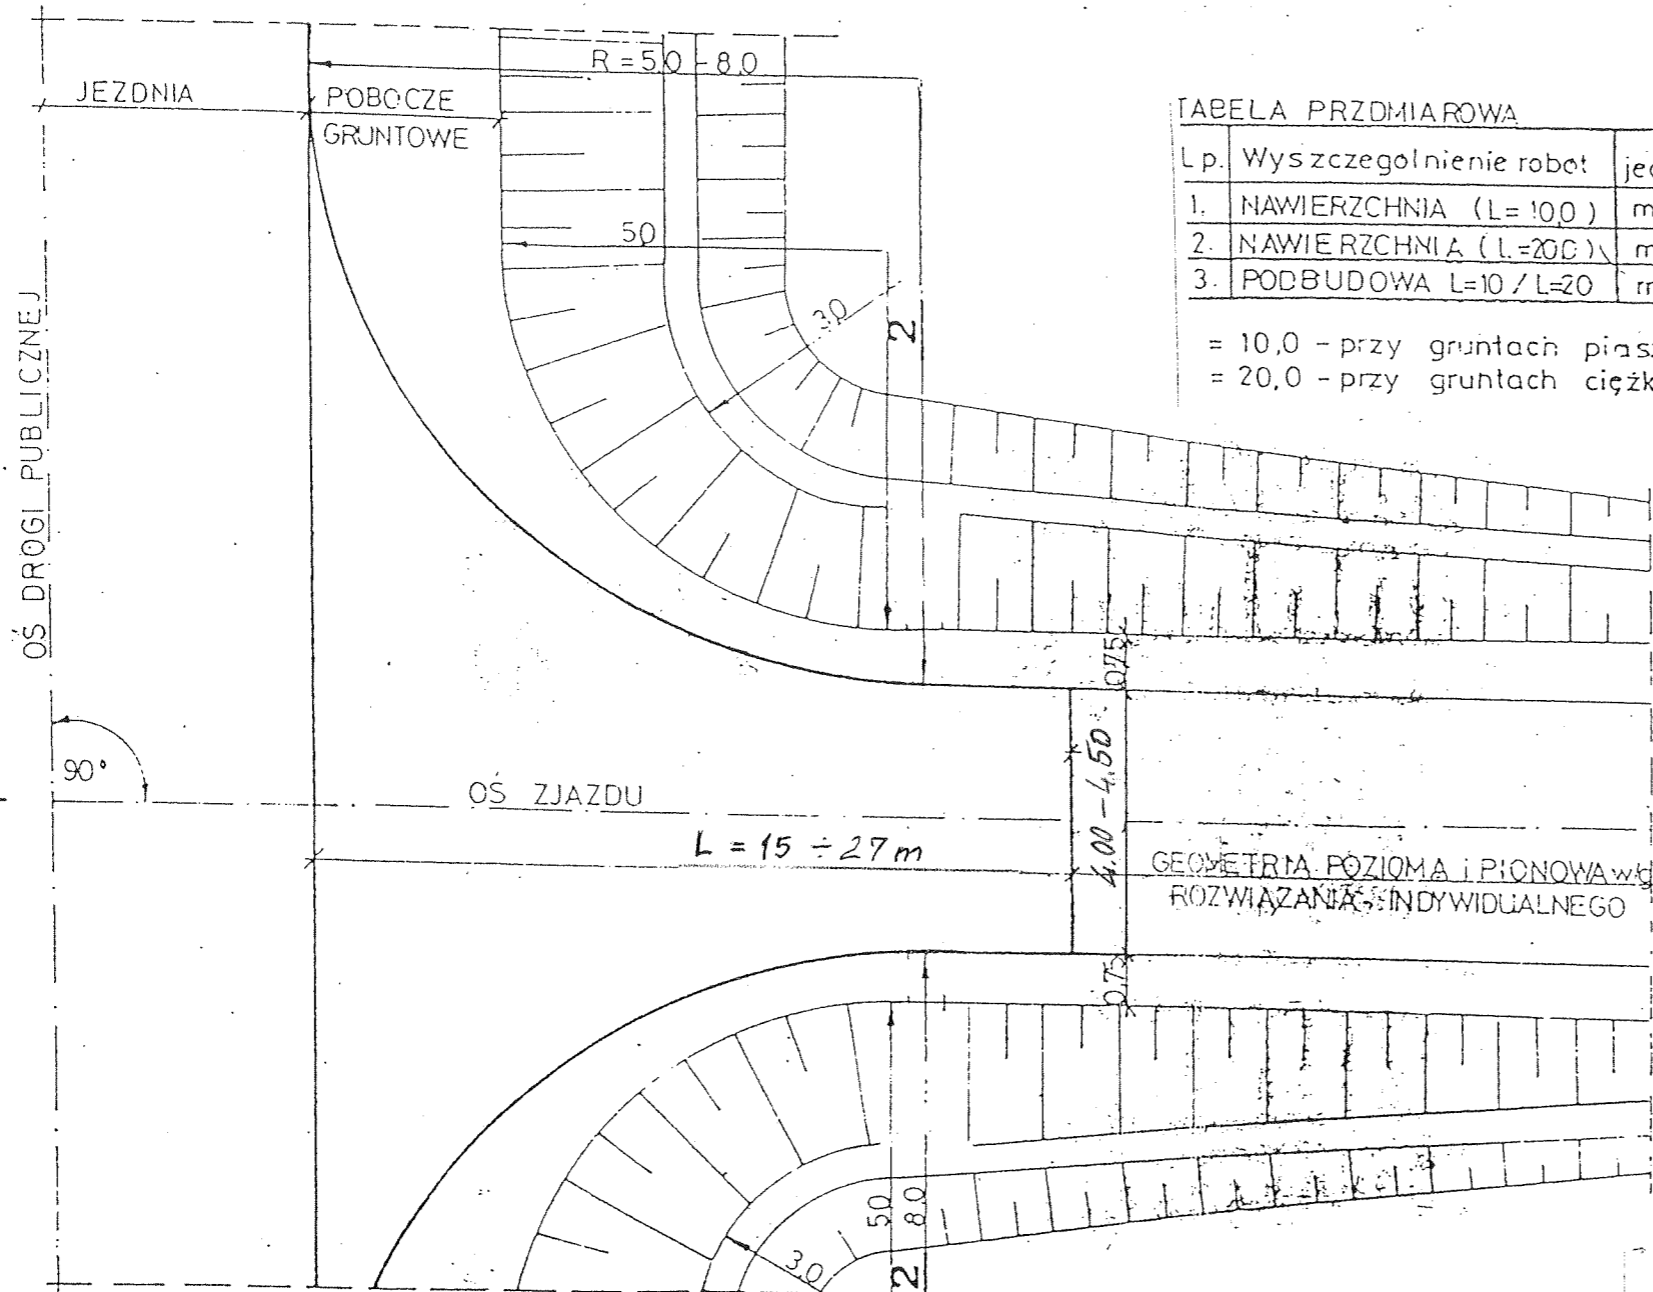 R = 5,0 - 8,0
JEZDNIA
POBOCZE
GRUNTOWE
TABELA PRZDMIAROWA
Lp. Wyszczegolnienie robot
1. NAWIERZCHNIA (L= 10,0) m
2. NAWIERZCHNIA (L=20,0) m
3. PODBUDOWA L=10 / L=20
= 10,0 - przy gruntach
= 20,0 - przy gruntach
5,0
3,0
2
OŚ DROGI PUBLICZNEJ
90°
OŚ ZJAZDU
L = 15 ÷ 27 m
0,75
4.00 - 4.50
0,75
GEOMETRIA POZIOMA i PIONOWA wg
ROZWIĄZANIA INDYWIDUALNEGO
5,0
8,0
3,0
2